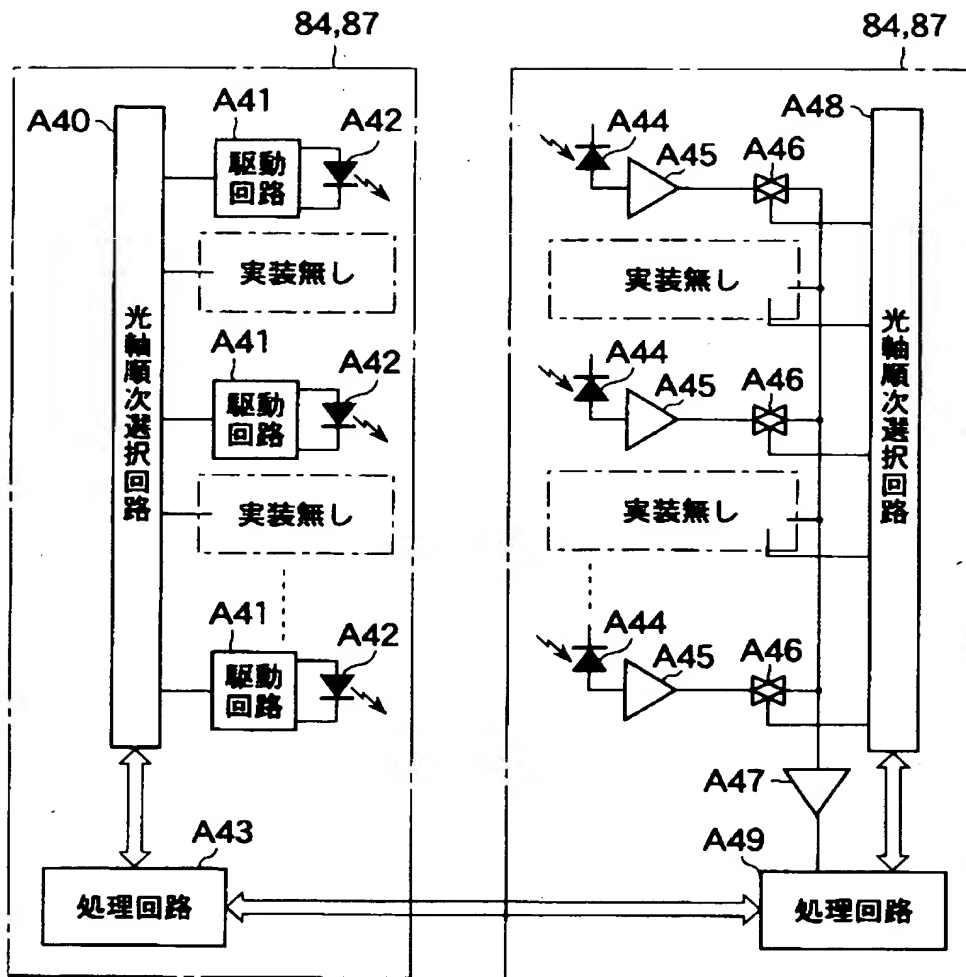 84,87
A40
A41
A42
駆動
回路
実装無し
光軸順次選択回路
A41
A42
駆動
回路
実装無し
A41
A42
駆動
回路
A43
処理回路
84,87
A44
A45
A46
A48
実装無し
光軸順次選択回路
A44
A45
A46
実装無し
A44
A45
A46
A47
A49
処理回路